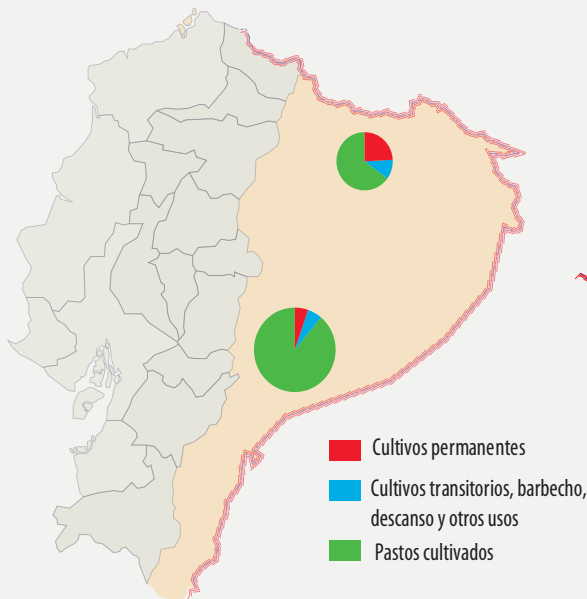 Cultivos permanentes
Cultivos transitorios, barbecho,
descanso y otros usos
Pastos cultivados